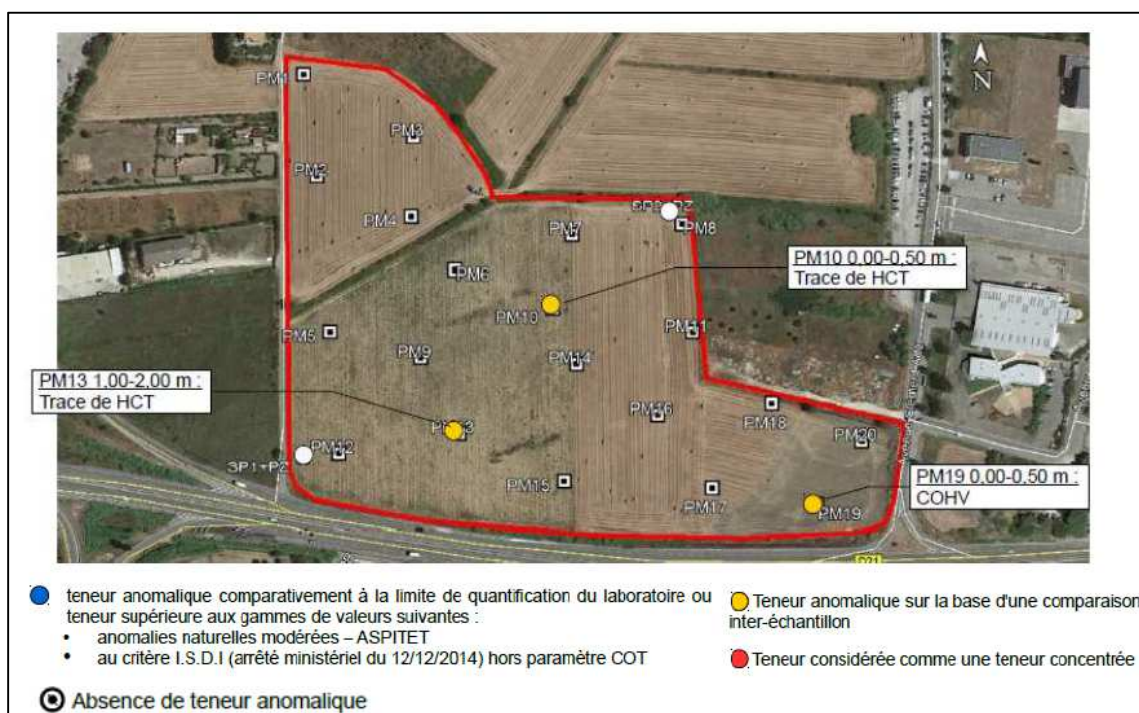 PM1
N
PM3
PM2
PM4
SP2+PZ
PM7
PM8
PM10 0,00-0,50 m :
Trace de HCT
PM6
PM10
PM5
PM11
PM9
PM14
PM13 1,00-2,00 m :
Trace de HCT
PM16
PM18
PM13
PM12
PM20
SP1+PZ
PM19 0,00-0,50 m :
COHV
PM15
PM17
PM19
D21
teneur anomalique comparativement à la limite de quantification du laboratoire ou
teneur supérieure aux gammes de valeurs suivantes :
• anomalies naturelles modérées – ASPITET
• au critère I.S.D.I (arrêté ministériel du 12/12/2014) hors paramètre COT
Teneur anomalique sur la base d'une comparaison
inter-échantillon
Teneur considérée comme une teneur concentrée
Absence de teneur anomalique